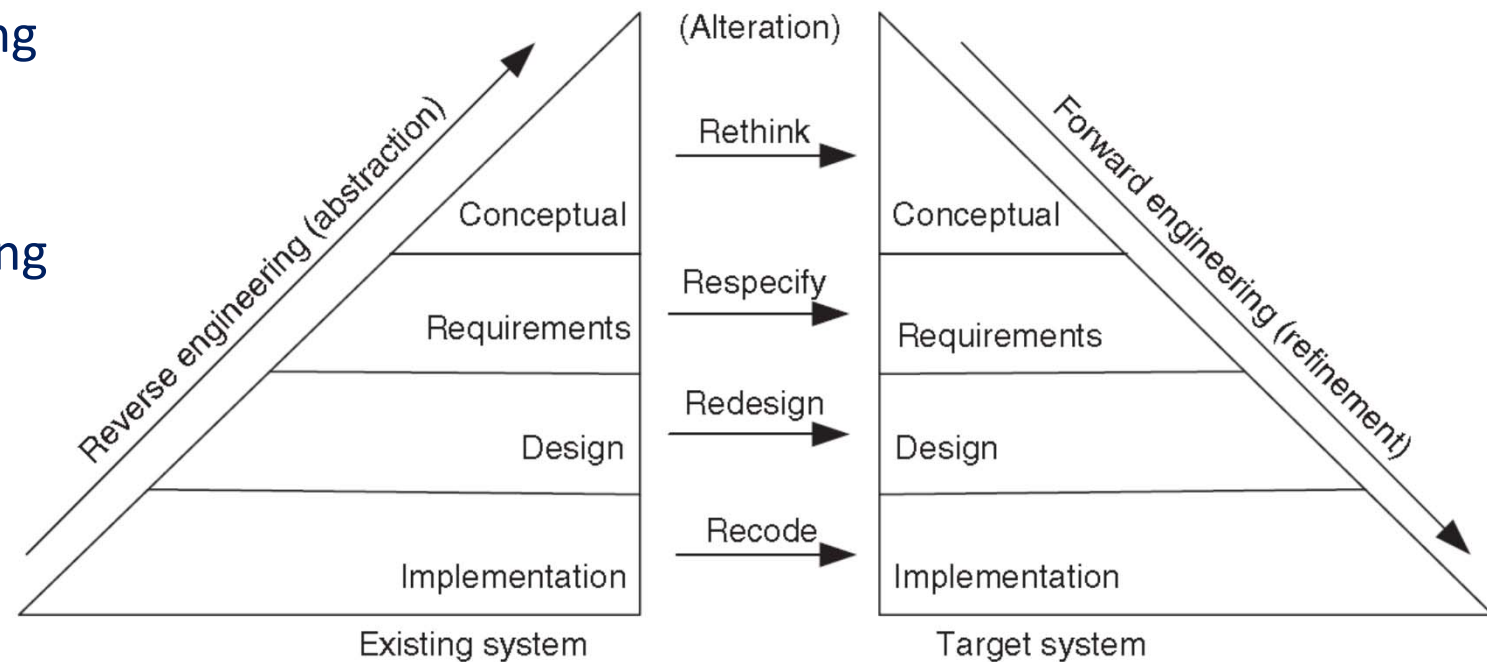 ng
ng
(Alteration)
Reverse engineering (abstraction)
Rethink
Respecify
Redesign
Recode
Conceptual
Requirements
Design
Implementation
Existing system
Conceptual
Requirements
Design
Implementation
Target system
Forward engineering (refinement)